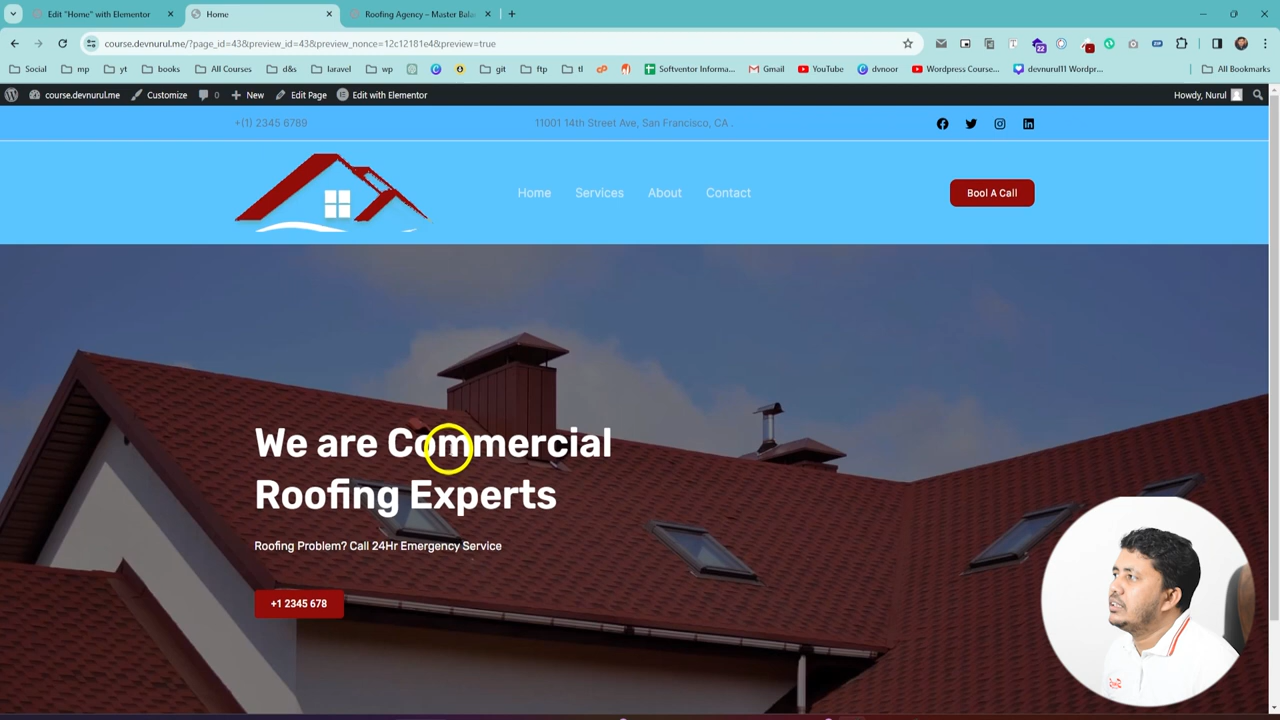 Edit "Home" with Elementor
Home
Roofing Agency – Master Bala
course.devnurul.me/?page_id=43&preview_id=43&preview_nonce=12c12181e4&preview=true
22
Social
mp
yt
books
All Courses
d&s
laravel
wp
git
ftp
tl
Softventor Informa...
Gmail
YouTube
dvnoor
Wordpress Course...
devnurul11 Wordpr...
All Bookmarks
course.devnurul.me
Customize
0
New
Edit Page
Edit with Elementor
Howdy, Nurul
+(1) 2345 6789
11001 14th Street Ave, San Francisco, CA .
Home
Services
About
Contact
Bool A Call
We are Commercial
Roofing Experts
Roofing Problem? Call 24Hr Emergency Service
+1 2345 678